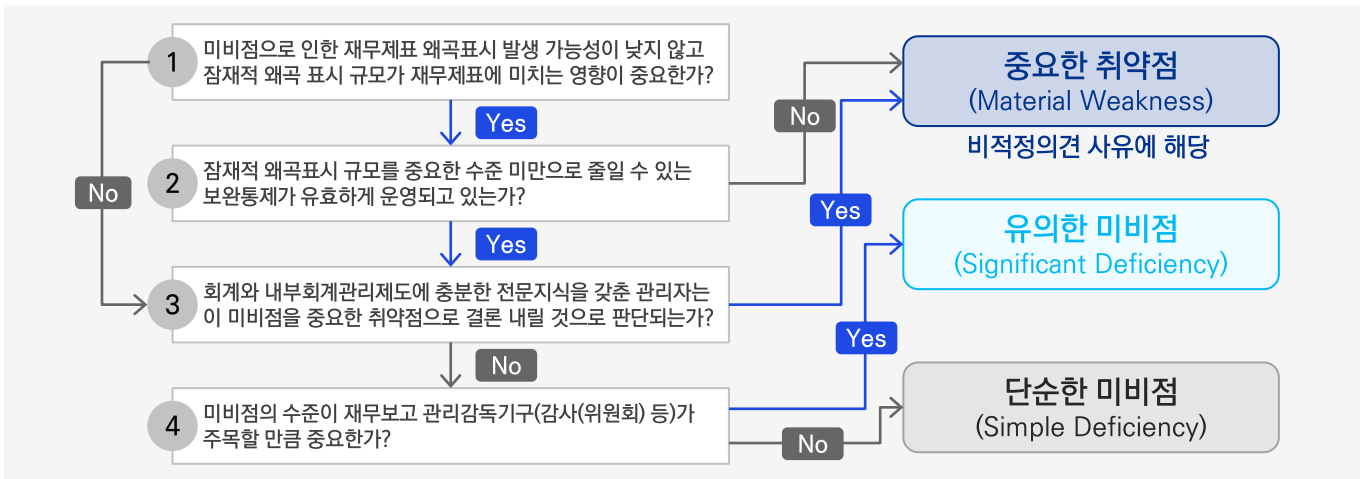 1
미비점으로 인한 재무제표 왜곡표시 발생 가능성이 낮지 않고
잠재적 왜곡 표시 규모가 재무제표에 미치는 영향이 중요한가?
Yes
No
2
잠재적 왜곡표시 규모를 중요한 수준 미만으로 줄일 수 있는
보완통제가 유효하게 운영되고 있는가?
No
Yes
3
회계와 내부회계관리제도에 충분한 전문지식을 갖춘 관리자는
이 미비점을 중요한 취약점으로 결론 내릴 것으로 판단되는가?
Yes
No
4
미비점의 수준이 재무보고 관리감독기구(감사(위원회) 등)가
주목할 만큼 중요한가?
Yes
No
중요한 취약점
(Material Weakness)
비적정의견 사유에 해당
유의한 미비점
(Significant Deficiency)
단순한 미비점
(Simple Deficiency)